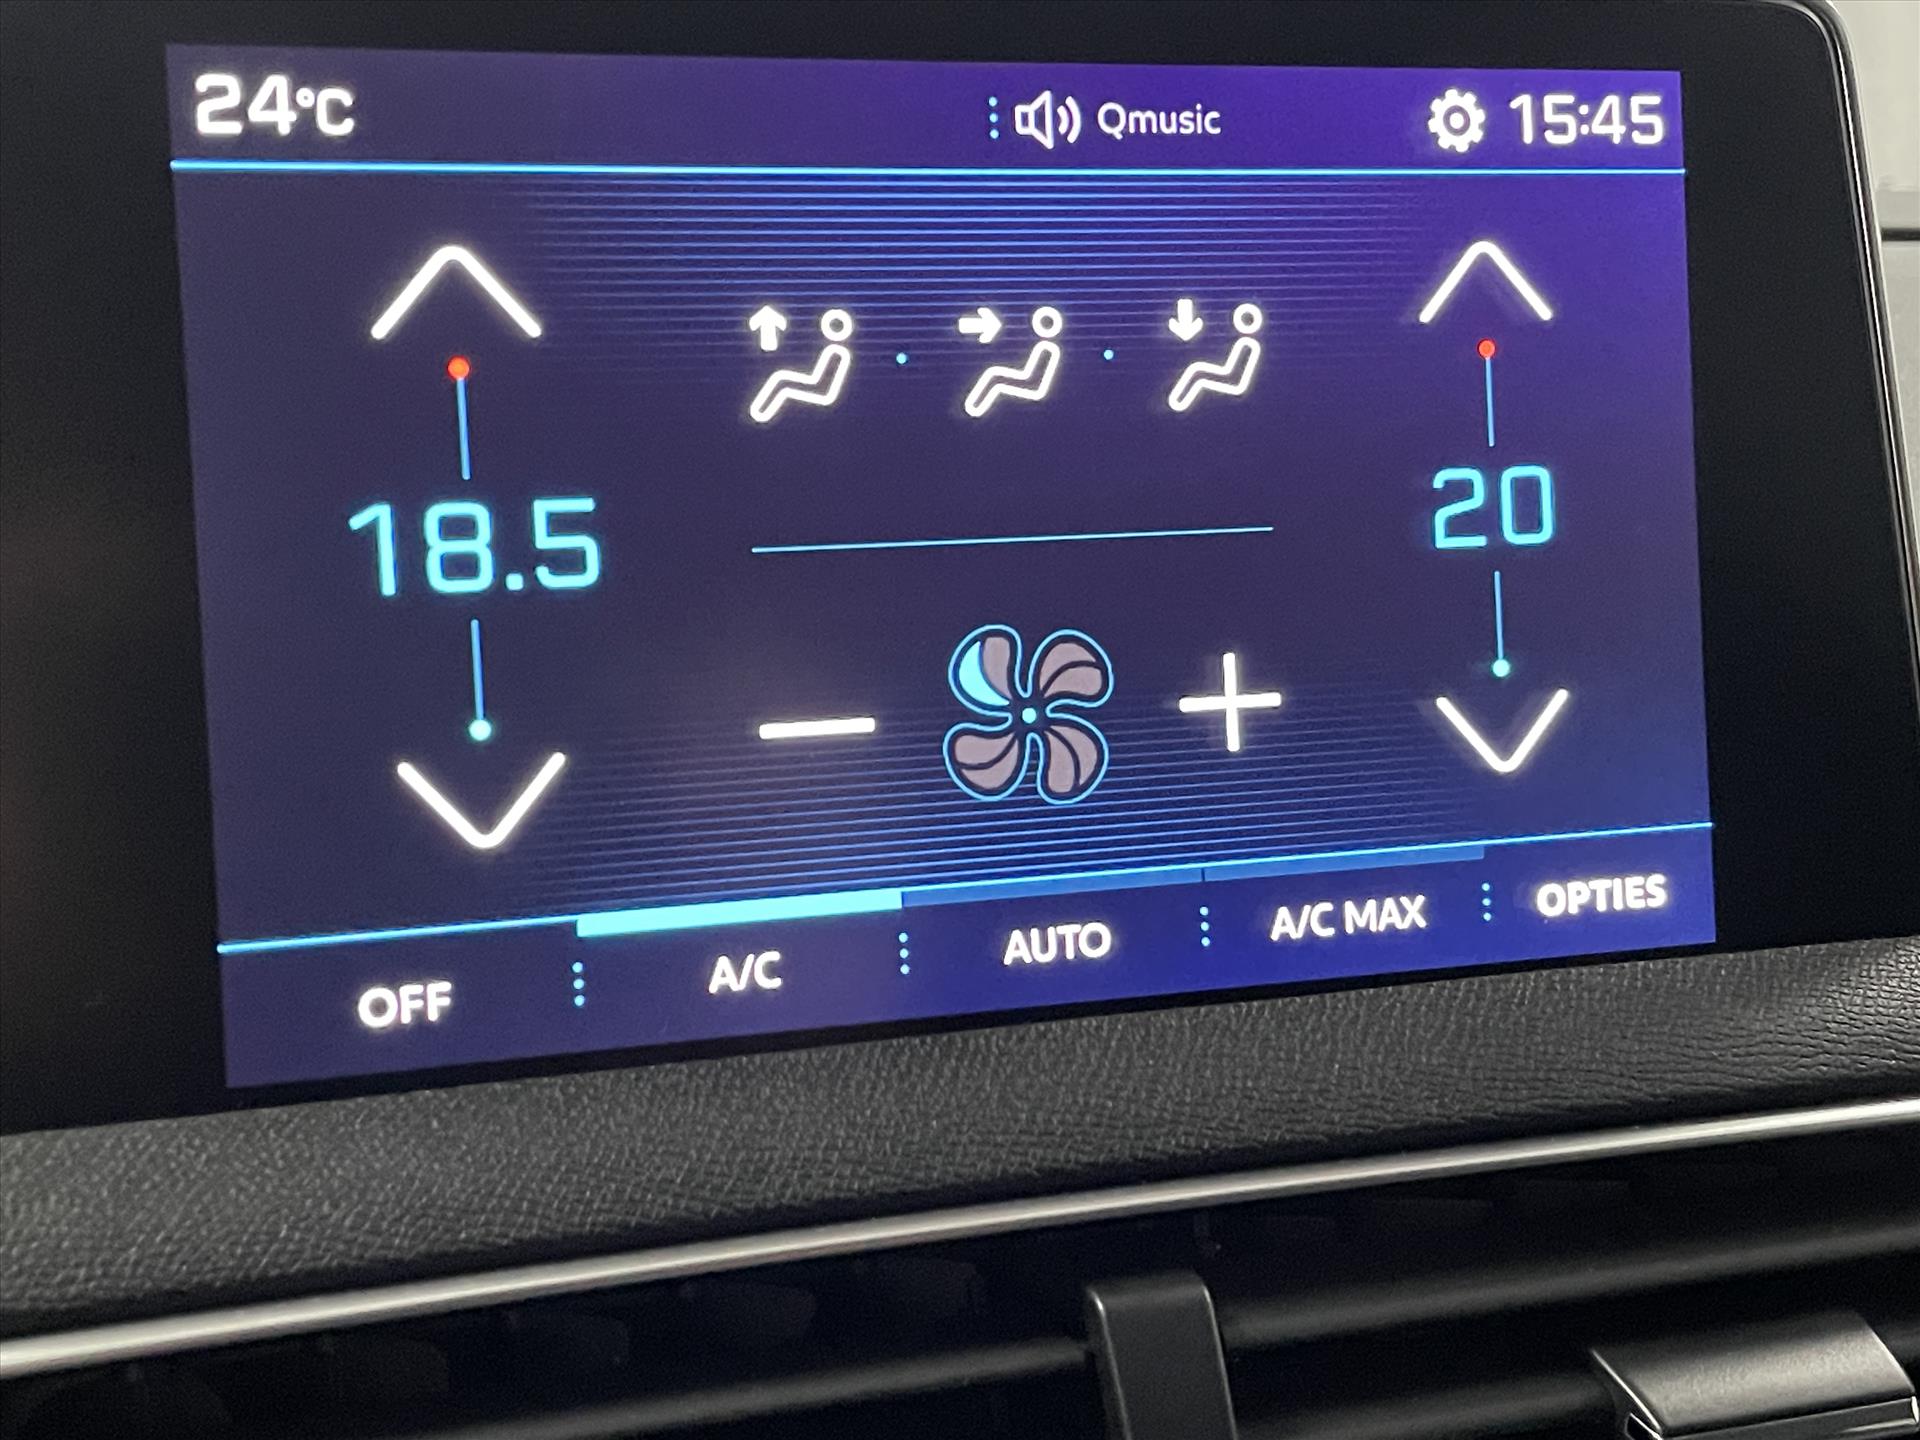 24°C
Qmusic
15:45
18.5
20
OFF
A/C
AUTO
A/C MAX
OPTIES